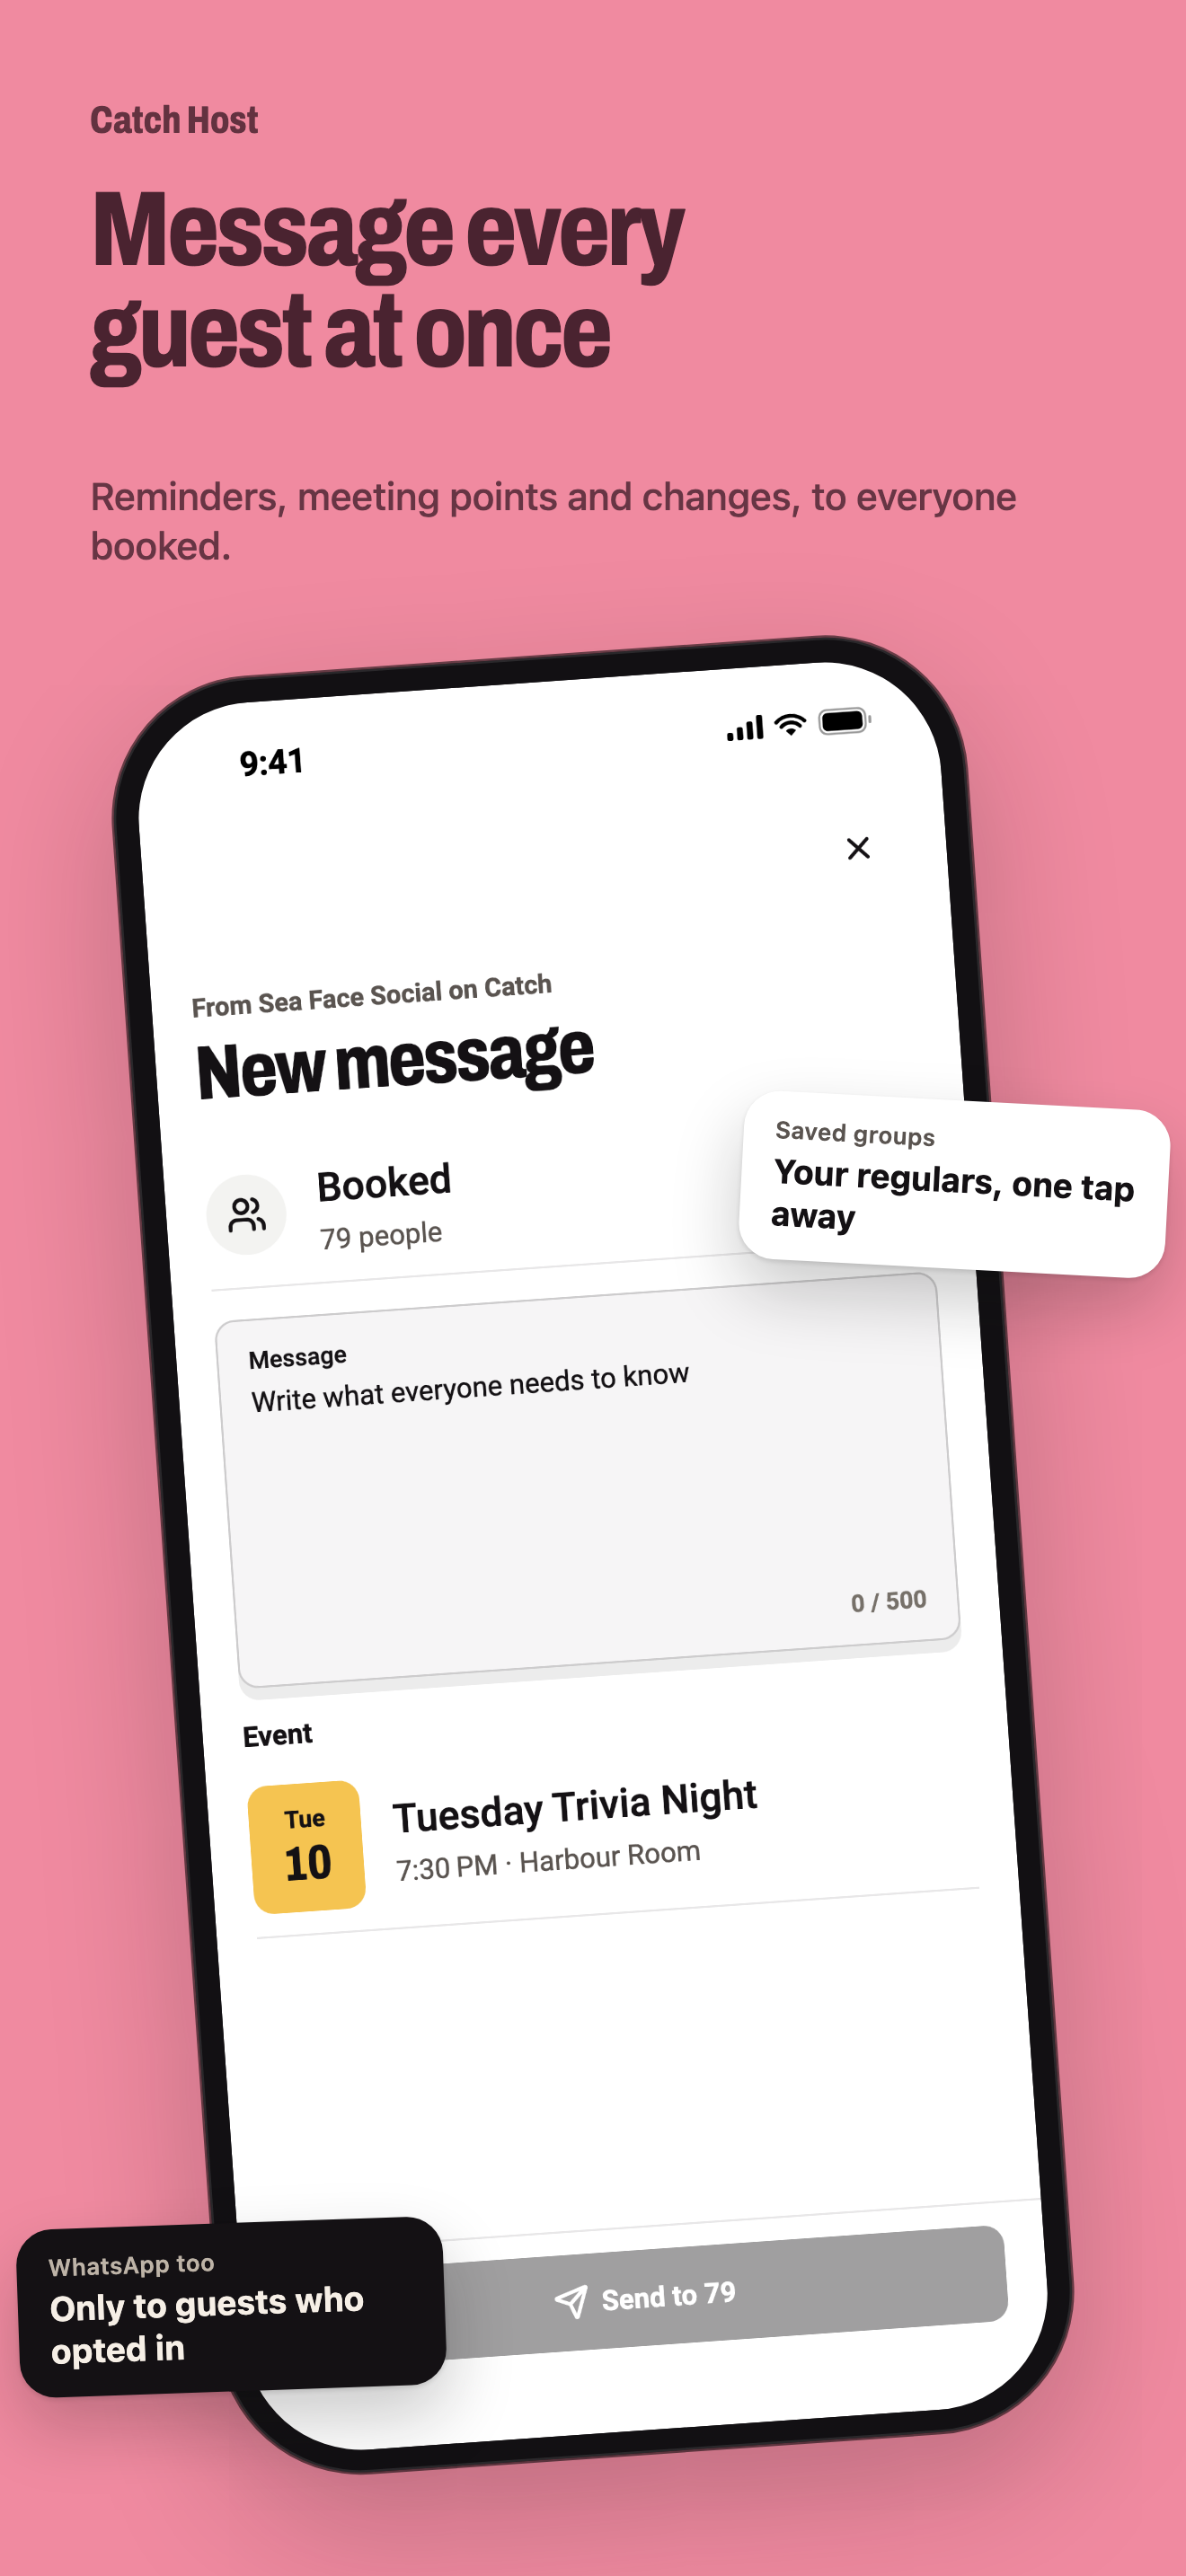 Catch Host
Message every
guest at once
Reminders, meeting points and changes, to everyone
booked.
9:41
From Sea Face Social on Catch
New message
Saved groups
Your regulars, one tap
away
Booked
79 people
Message
Write what everyone needs to know
0 / 500
Event
Tue
10
Tuesday Trivia Night
7:30 PM · Harbour Room
WhatsApp too
Only to guests who
opted in
Send to 79